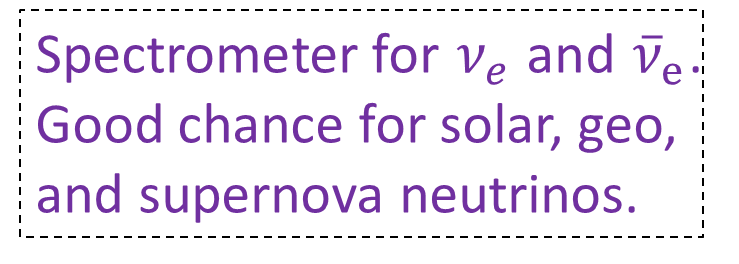 Spectrometer for νₑ and ν̄ₑ.
Good chance for solar, geo,
and supernova neutrinos.